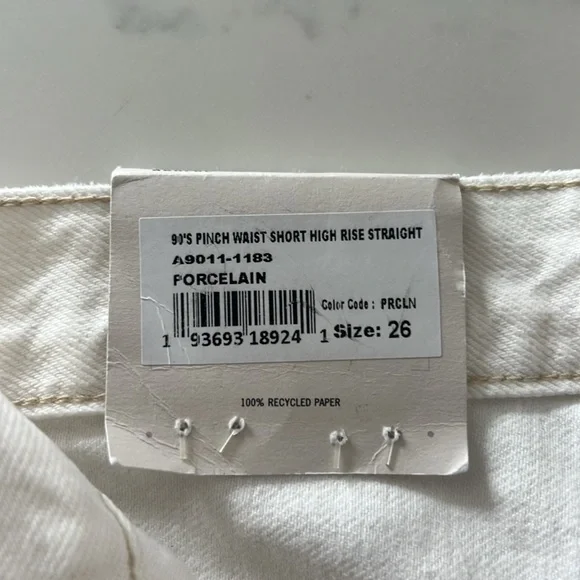 90'S PINCH WAIST SHORT HIGH RISE STRAIGHT
A9011-1183
PORCELAIN
Color Code : PRCLN
1 93693 18924 1 Size: 26
100% RECYCLED PAPER